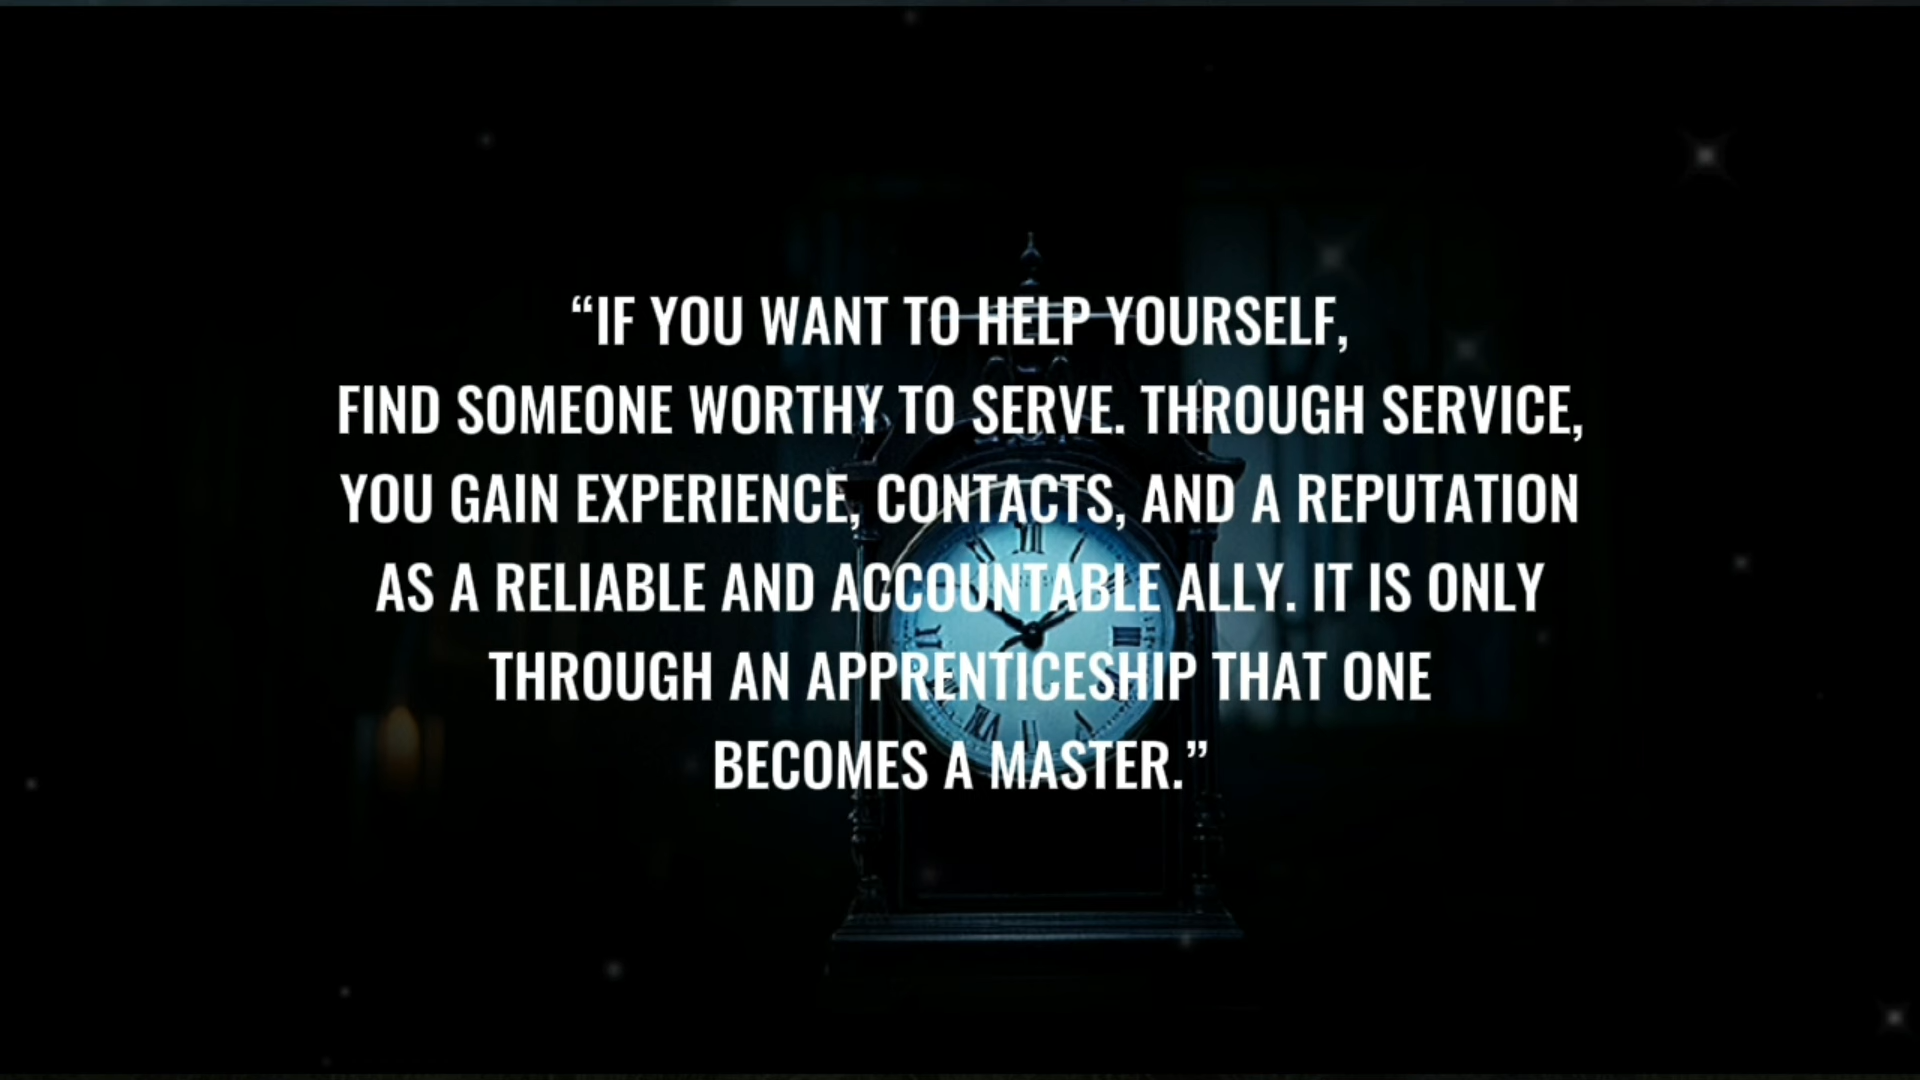 “IF YOU WANT TO HELP YOURSELF,
FIND SOMEONE WORTHY TO SERVE. THROUGH SERVICE,
YOU GAIN EXPERIENCE, CONTACTS, AND A REPUTATION
AS A RELIABLE AND ACCOUNTABLE ALLY. IT IS ONLY
THROUGH AN APPRENTICESHIP THAT ONE
BECOMES A MASTER.”